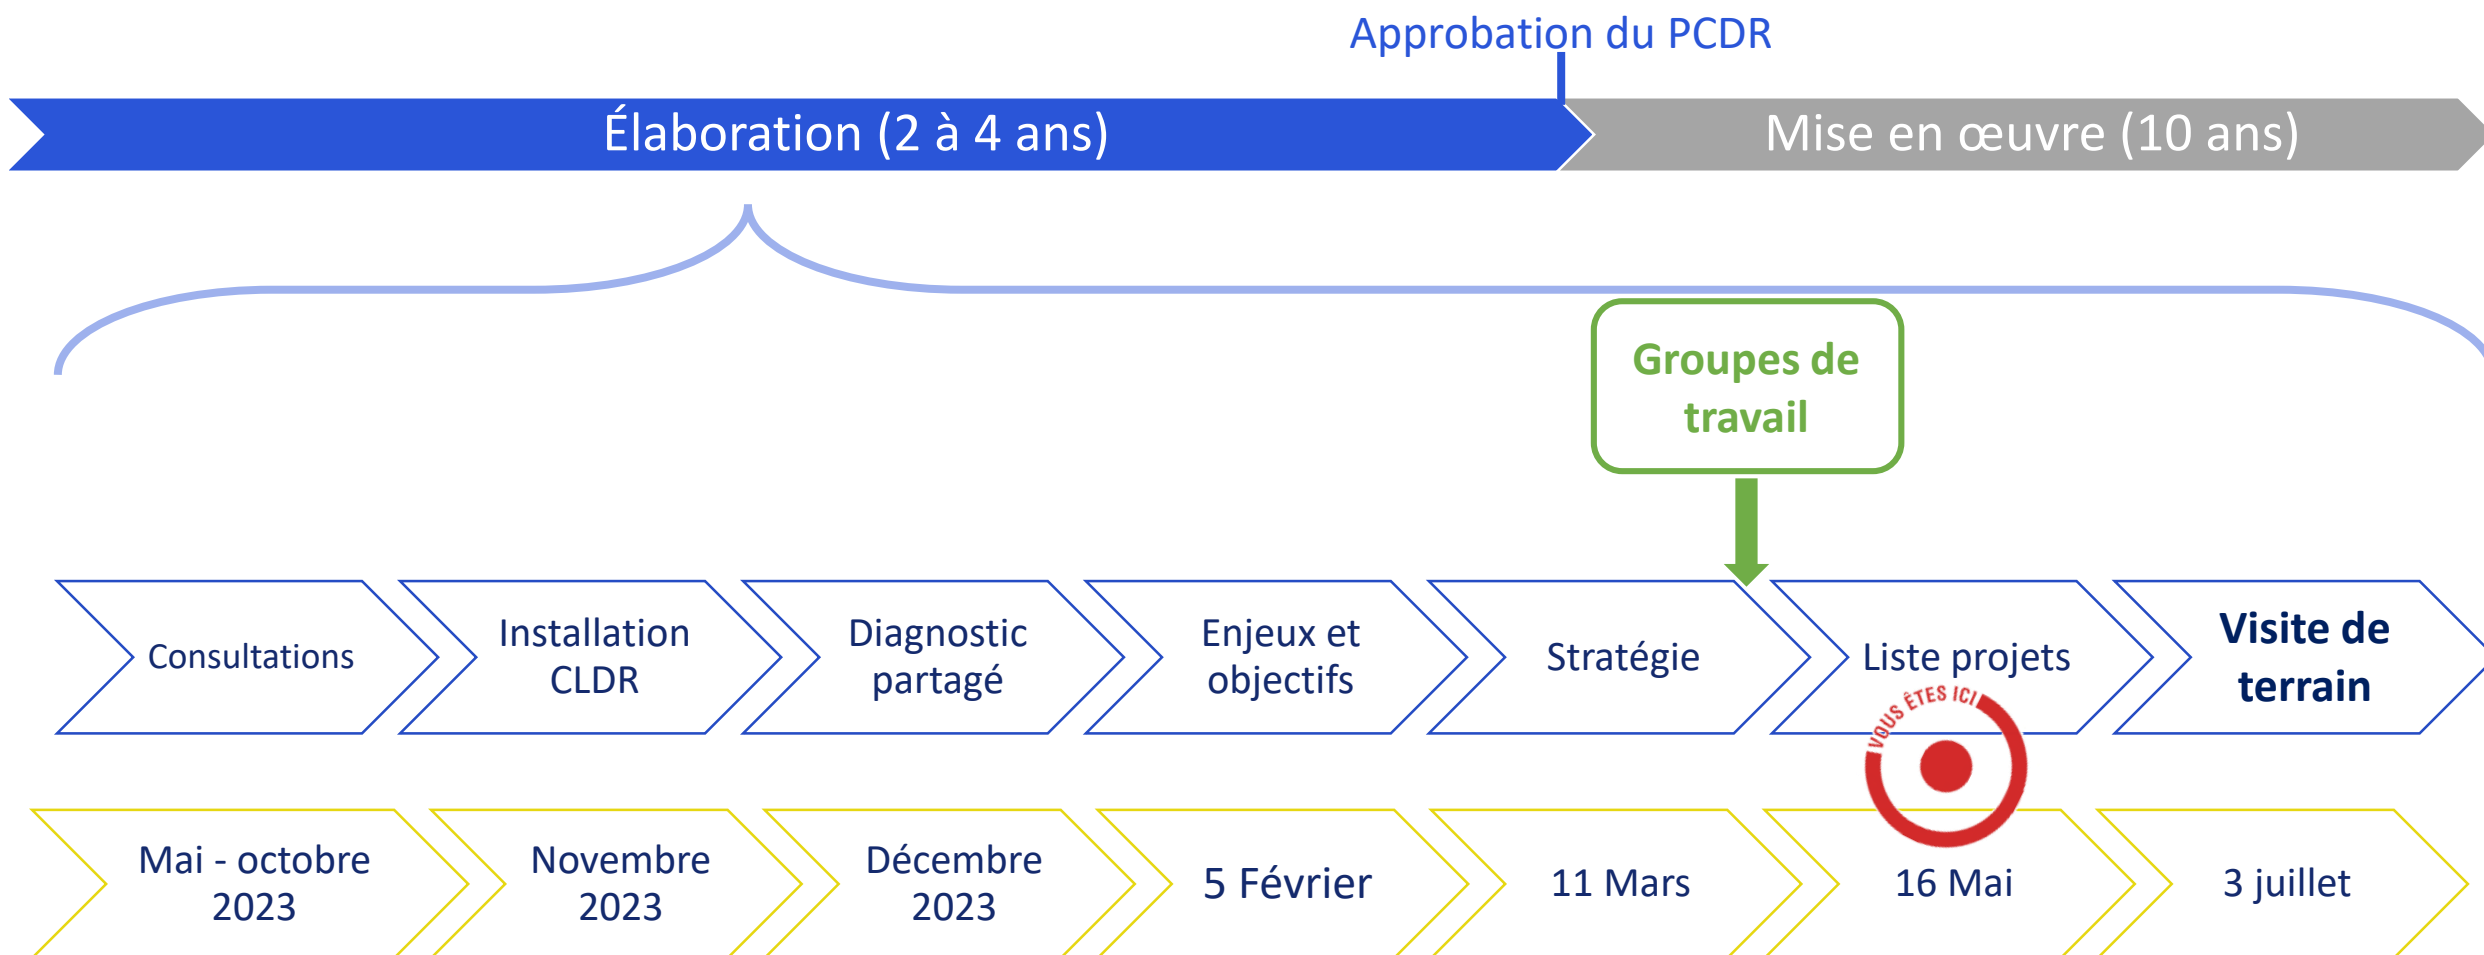 Approbation du PCDR
Élaboration (2 à 4 ans)
Mise en œuvre (10 ans)
Groupes de
travail
Consultations
Installation
CLDR
Diagnostic
partagé
Enjeux et
objectifs
Stratégie
Liste projets
Visite de
terrain
VOUS ÊTES ICI
Mai - octobre
2023
Novembre
2023
Décembre
2023
5 Février
11 Mars
16 Mai
3 juillet